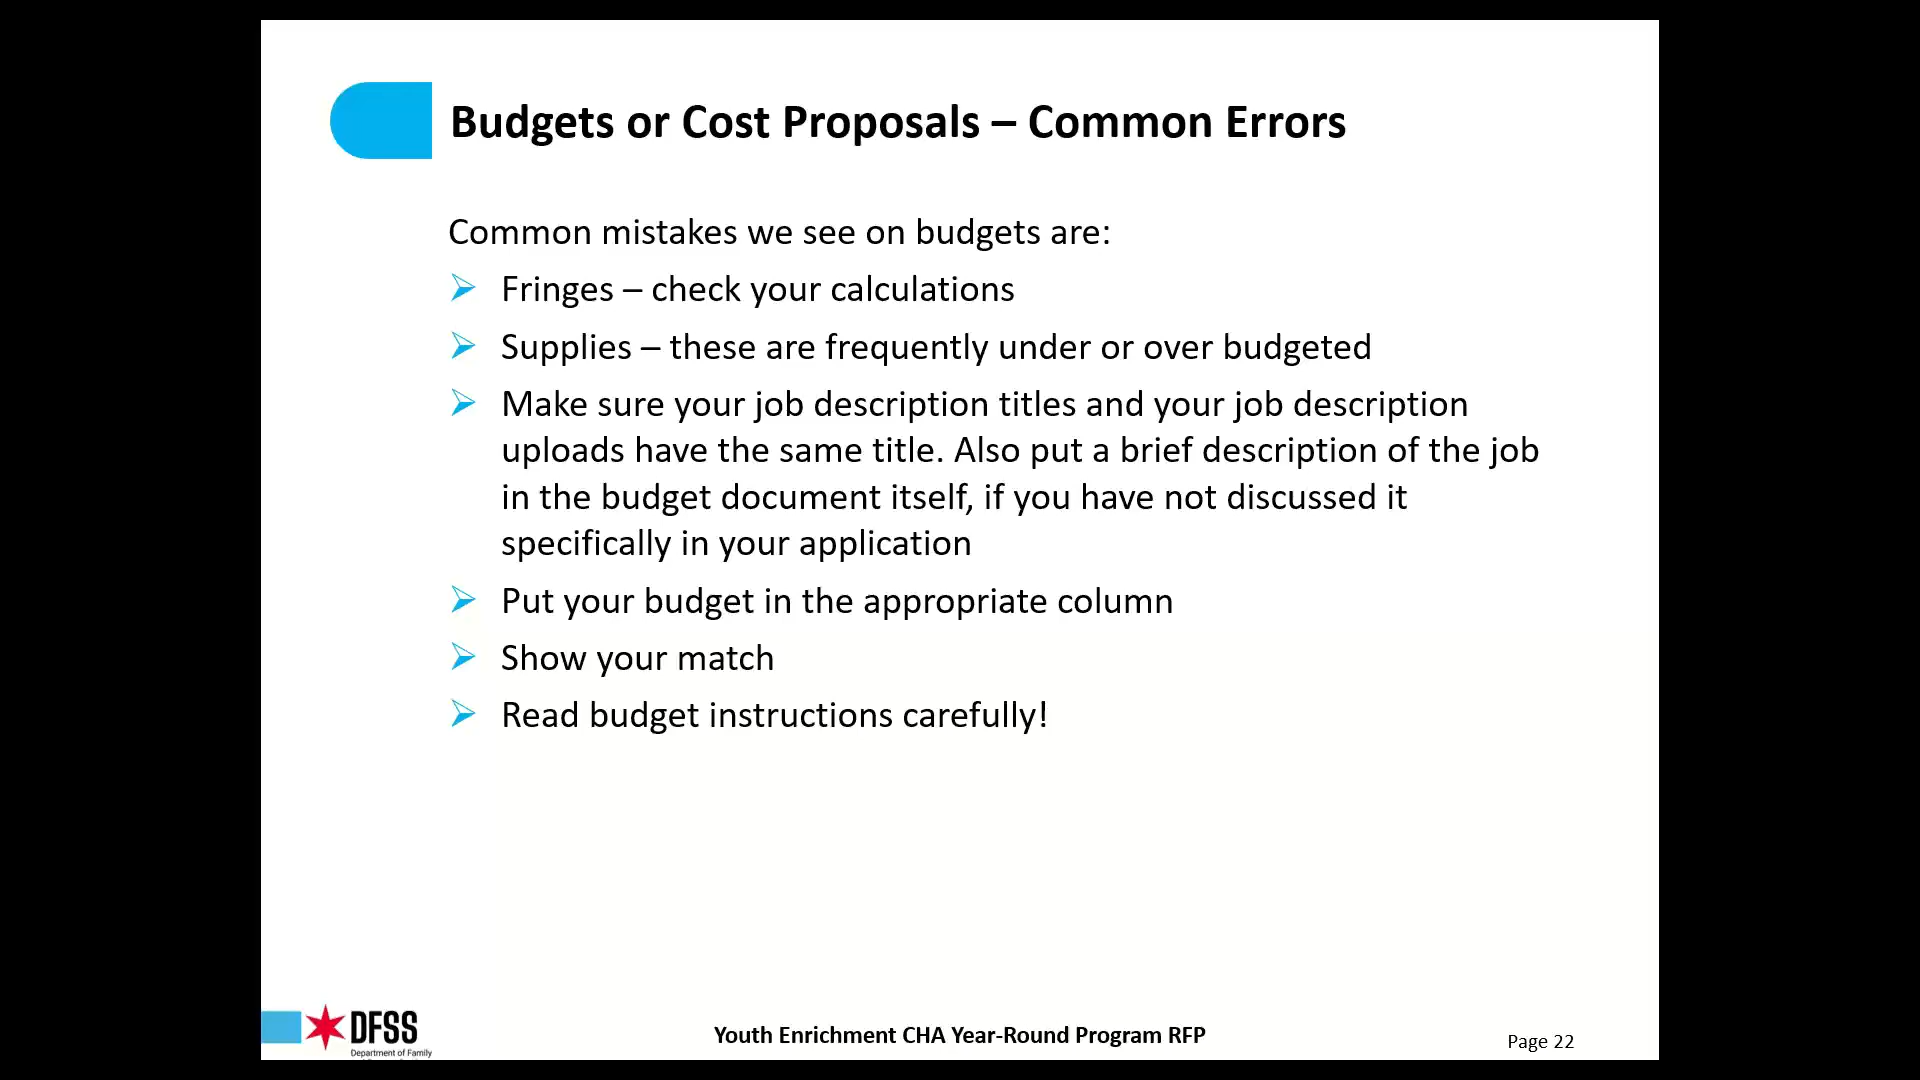 Budgets or Cost Proposals – Common Errors
Common mistakes we see on budgets are:
Fringes – check your calculations
Supplies – these are frequently under or over budgeted
Make sure your job description titles and your job description
uploads have the same title. Also put a brief description of the job
in the budget document itself, if you have not discussed it
specifically in your application
Put your budget in the appropriate column
Show your match
Read budget instructions carefully!
DFSS
Department of Family
Youth Enrichment CHA Year-Round Program RFP
Page 22